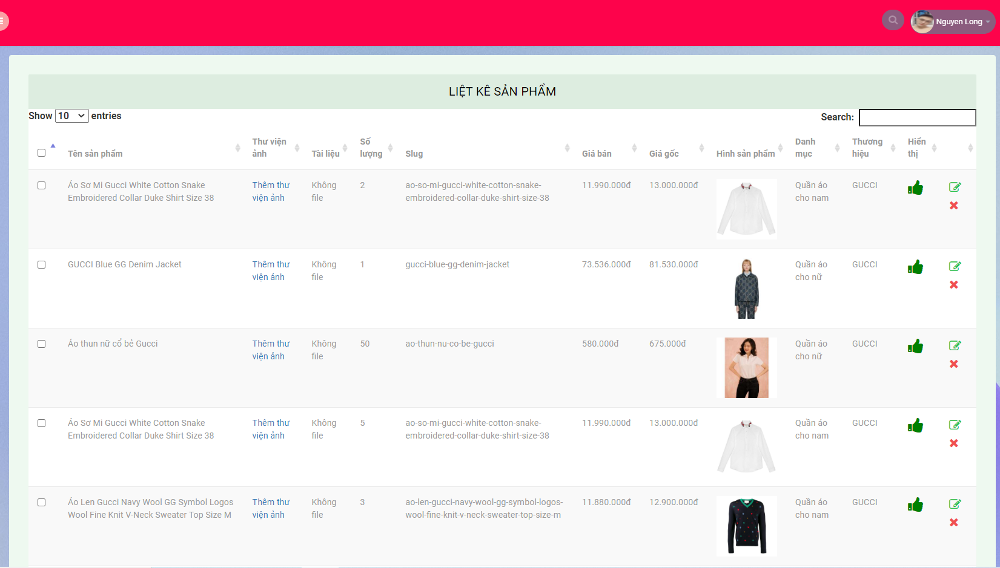 Nguyen Long
LIỆT KÊ SẢN PHẨM
Show 10 entries
Search:
Tên sản phẩm
Thư viện
ảnh
Tài liệu
Số
lượng
Slug
Giá bán
Giá gốc
Hình sản phẩm
Danh
mục
Thương
hiệu
Hiển
thị
Áo Sơ Mi Gucci White Cotton Snake
Embroidered Collar Duke Shirt Size 38
Thêm thư
viện ảnh
Không
file
2
ao-so-mi-gucci-white-cotton-snake-
embroidered-collar-duke-shirt-size-38
11.990.000đ
13.000.000đ
Quần áo
cho nam
GUCCI
GUCCI Blue GG Denim Jacket
Thêm thư
viện ảnh
Không
file
1
gucci-blue-gg-denim-jacket
73.536.000đ
81.530.000đ
Quần áo
cho nữ
GUCCI
Áo thun nữ cổ bẻ Gucci
Thêm thư
viện ảnh
Không
file
50
ao-thun-nu-co-be-gucci
580.000đ
675.000đ
Quần áo
cho nữ
GUCCI
Áo Sơ Mi Gucci White Cotton Snake
Embroidered Collar Duke Shirt Size 38
Thêm thư
viện ảnh
Không
file
5
ao-so-mi-gucci-white-cotton-snake-
embroidered-collar-duke-shirt-size-38
11.990.000đ
13.000.000đ
Quần áo
cho nam
GUCCI
Áo Len Gucci Navy Wool GG Symbol Logos
Wool Fine Knit V-Neck Sweater Top Size M
Thêm thư
viện ảnh
Không
file
3
ao-len-gucci-navy-wool-gg-symbol-logos-
wool-fine-knit-v-neck-sweater-top-size-m
11.880.000đ
12.900.000đ
Quần áo
cho nam
GUCCI